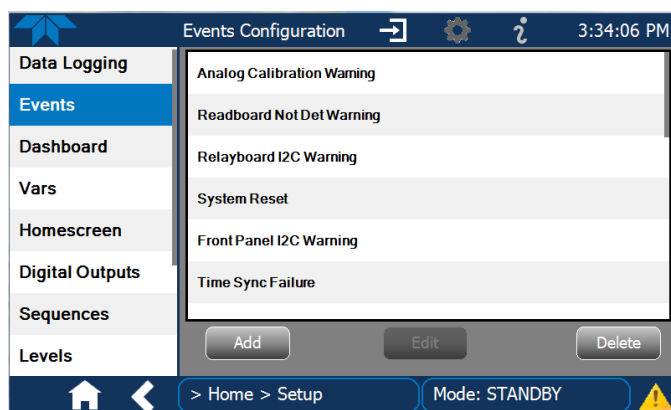 Events Configuration
3:34:06 PM
Data Logging
Events
Dashboard
Vars
Homescreen
Digital Outputs
Sequences
Levels
Analog Calibration Warning
Readboard Not Det Warning
Relayboard I2C Warning
System Reset
Front Panel I2C Warning
Time Sync Failure
Add
Edit
Delete
> Home > Setup
Mode: STANDBY